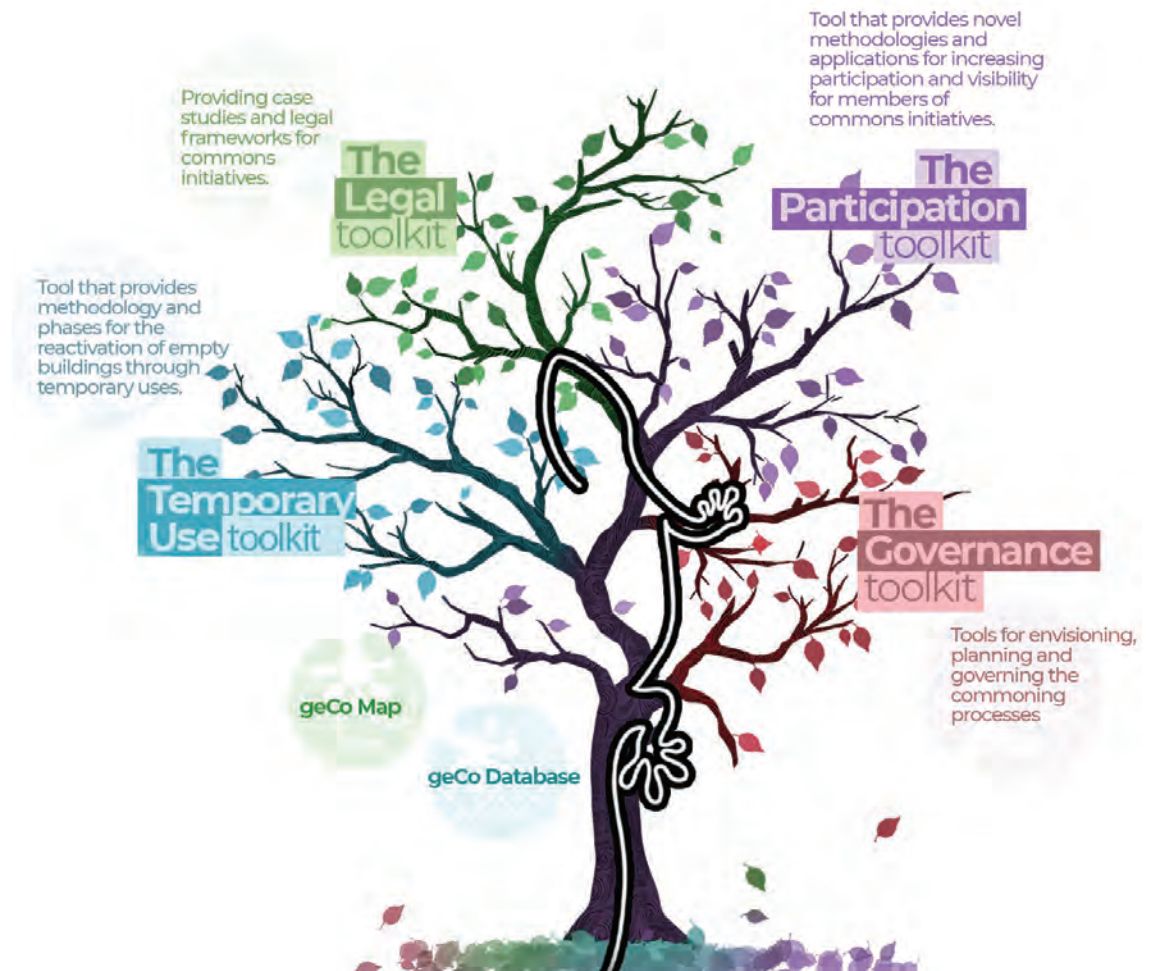 Tool that provides novel
methodologies and
applications for increasing
participation and visibility
for members of
commons initiatives.
Providing case
studies and legal
frameworks for
commons
initiatives.
The
Legal
toolkit
The
Participation
toolkit
Tool that provides
methodology and
phases for the
reactivation of empty
buildings through
temporary uses.
The
Temporary
Use toolkit
The
Governance
toolkit
Tools for envisioning,
planning and
governing the
commoning
processes
geCo Map
geCo Database